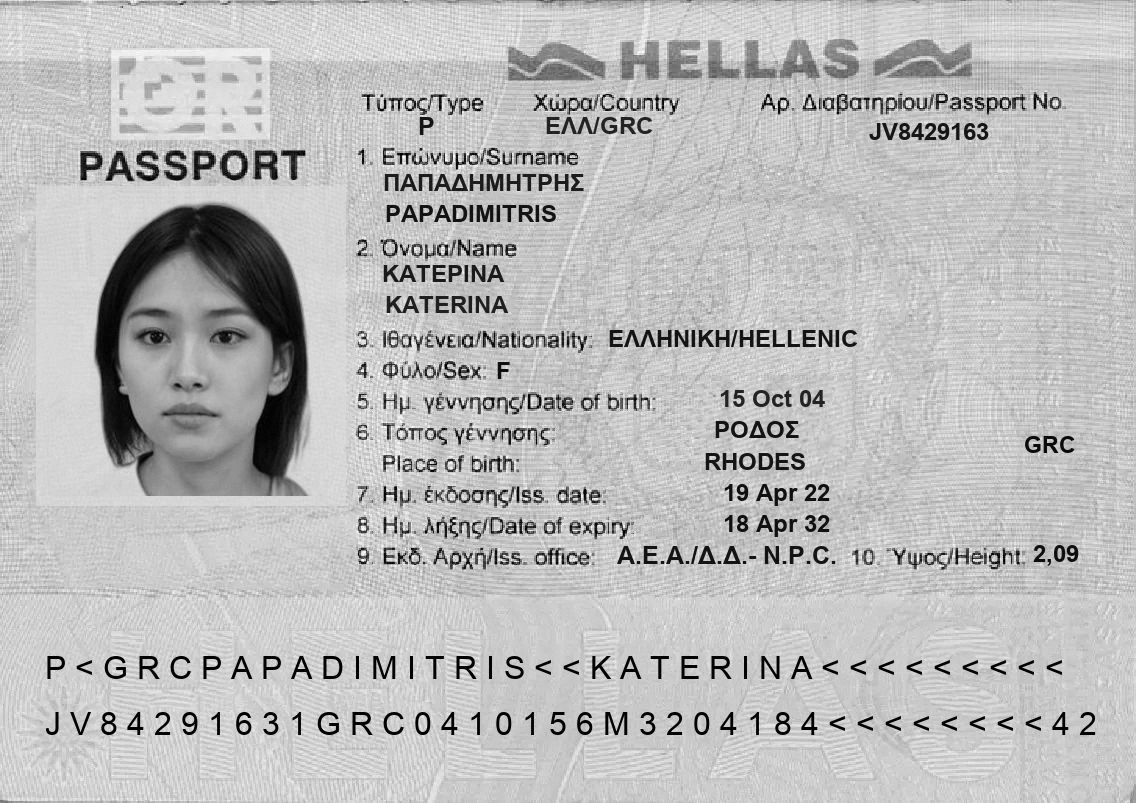 GR
HELLAS
PASSPORT
Τύπος/Type Χώρα/Country Αρ. Διαβατηρίου/Passport No.
P ΕΛΛ/GRC JV8429163
1. Επώνυμο/Surname
ΠΑΠΑΔΗΜΗΤΡΗΣ
PAPADIMITRIS
2. Όνομα/Name
ΚΑΤΕΡΙΝΑ
KATERINA
3. Ιθαγένεια/Nationality: ΕΛΛΗΝΙΚΗ/HELLENIC
4. Φύλο/Sex: F
5. Ημ. γέννησης/Date of birth: 15 Oct 04
6. Τόπος γέννησης: ΡΟΔΟΣ
Place of birth: RHODES GRC
7. Ημ. έκδοσης/Iss. date: 19 Apr 22
8. Ημ. λήξης/Date of expiry: 18 Apr 32
9. Εκδ. Αρχή/Iss. office: Α.Ε.Α./Δ.Δ.- N.P.C. 10. Ύψος/Height: 2,09
HELLAS
P<GRCPAPADIMITRIS<<KATERINA<<<<<<<<<
JV84291631GRC0410156M3204184<<<<<<<<42